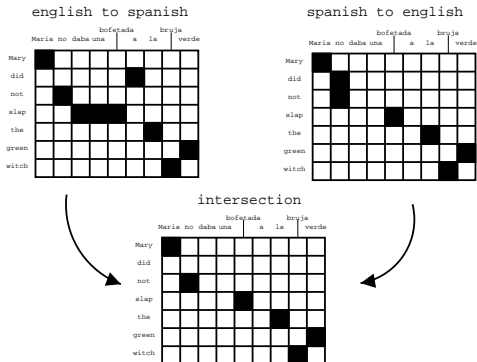 english to spanish
bofetada bruja
Maria no daba una a la verde
Mary
did
not
slap
the
green
witch
spanish to english
bofetada bruja
Maria no daba una a la verde
Mary
did
not
slap
the
green
witch
intersection
bofetada bruja
Maria no daba una a la verde
Mary
did
not
slap
the
green
witch